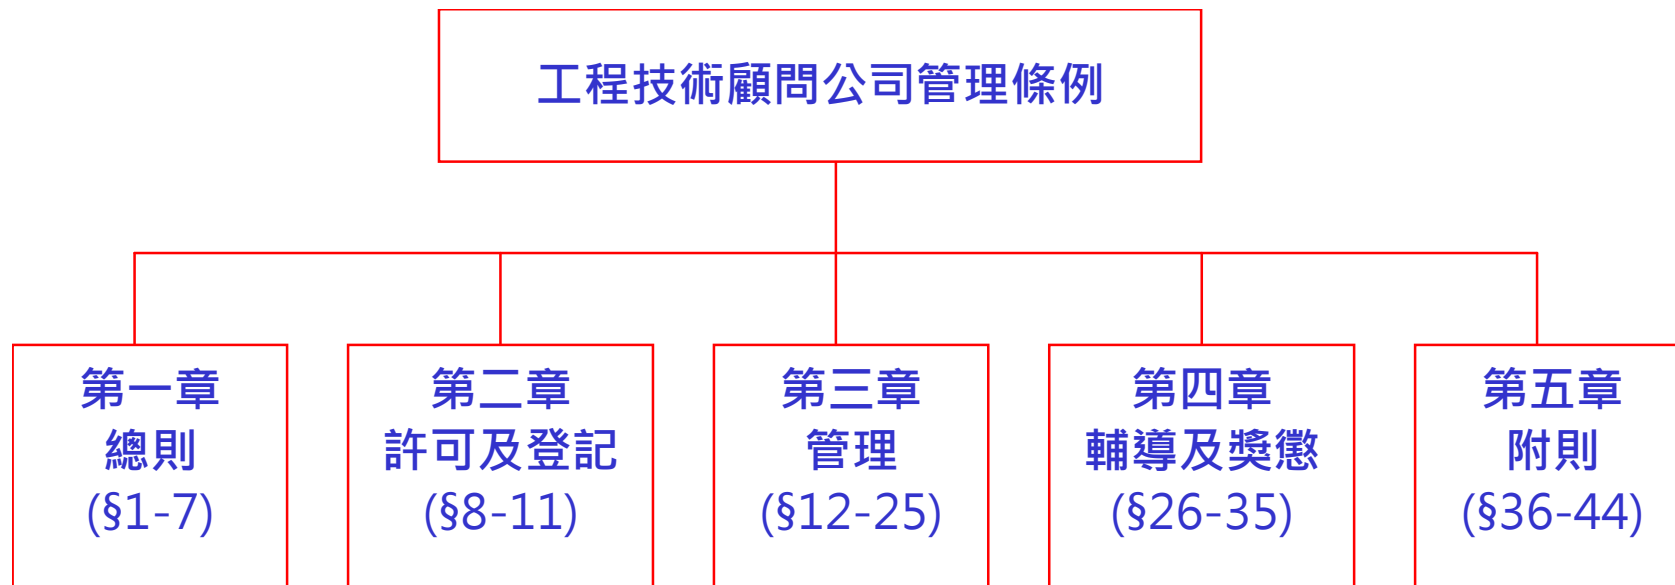 工程技術顧問公司管理條例
第一章
總則
(§1-7)
第二章
許可及登記
(§8-11)
第三章
管理
(§12-25)
第四章
輔導及獎懲
(§26-35)
第五章
附則
(§36-44)